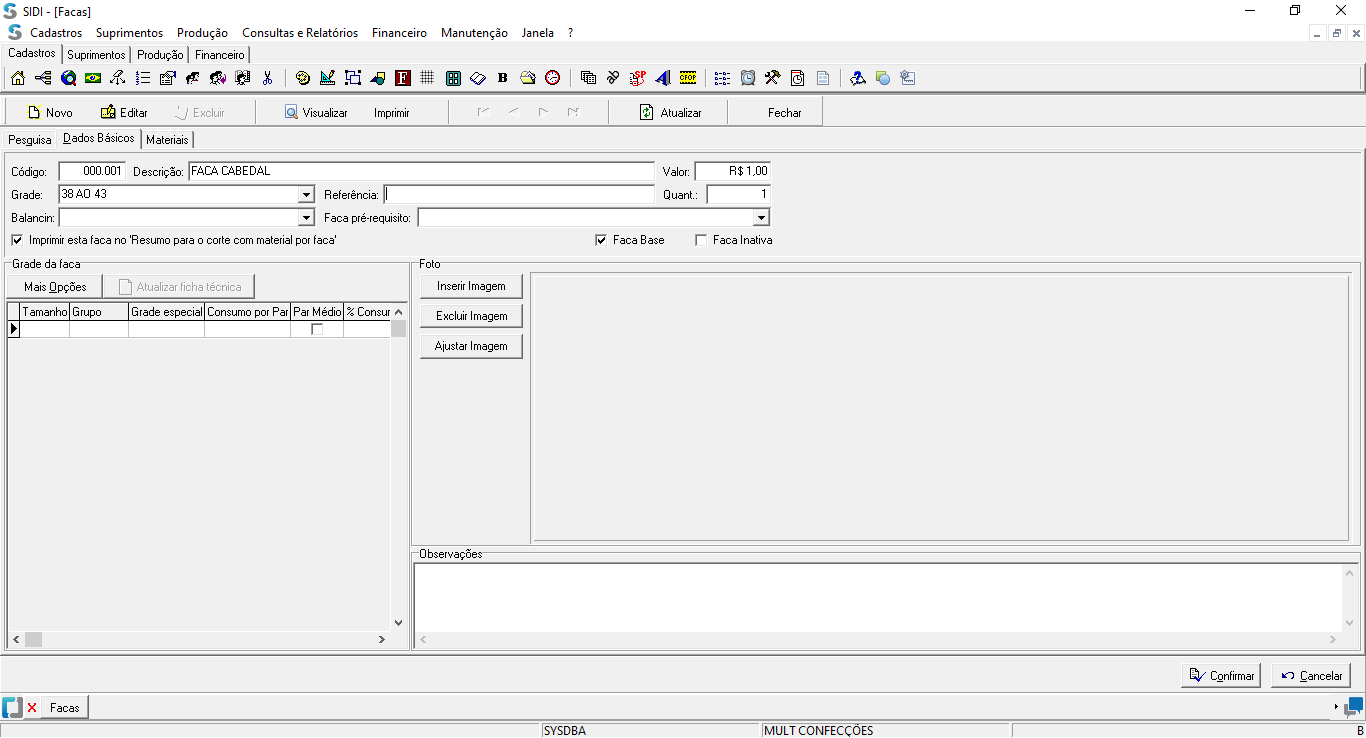 SIDI - [Facas]
Cadastros Suprimentos Produção Consultas e Relatórios Financeiro Manutenção Janela ?
Cadastros Suprimentos Produção Financeiro
F B SP CFOP
Novo Editar Excluir Visualizar Imprimir Atualizar Fechar
Pesquisa Dados Básicos Materiais
Código: 000.001 Descrição: FACA CABEDAL Valor: R$ 1,00
Grade: 38 AO 43 Referência: Quant.: 1
Balancin: Faca pré-requisito:
Imprimir esta faca no 'Resumo para o corte com material por faca' Faca Base Faca Inativa
Grade da faca Foto
Mais Opções Atualizar ficha técnica Inserir Imagem
Tamanho Grupo Grade especial Consumo por Par Par Médio % Consur
Excluir Imagem
Ajustar Imagem
Observações
Confirmar Cancelar
Facas
SYSDBA MULT CONFECÇÕES B